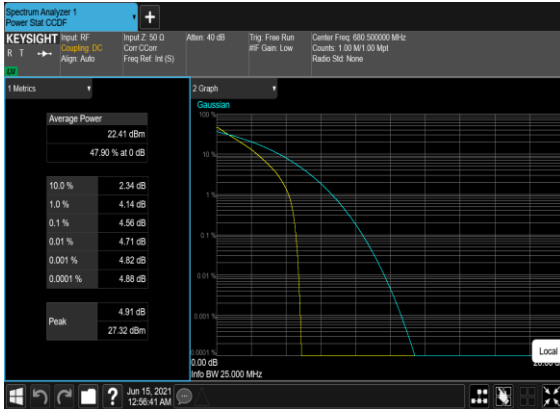 Spectrum Analyzer 1
Power Stat CCDF
+
KEYSIGHT
R T
LXI
Input: RF
Coupling: DC
Align: Auto
Input Z: 50 Ω
Corr CCorr
Freq Ref: Int (S)
Atten: 40 dB
Trig: Free Run
#IF Gain: Low
Center Freq: 680.500000 MHz
Counts: 1.00 M/1.00 Mpt
Radio Std: None
1 Metrics
Average Power
22.41 dBm
47.90 % at 0 dB
10.0 % 2.34 dB
1.0 % 4.14 dB
0.1 % 4.56 dB
0.01 % 4.71 dB
0.001 % 4.82 dB
0.0001 % 4.88 dB
Peak
4.91 dB
27.32 dBm
2 Graph
Gaussian
100 %
10 %
1 %
0.1 %
0.01 %
0.001 %
0.0001 %
0.00 dB
Info BW 25.000 MHz
Local
?
Jun 15, 2021
12:56:41 AM